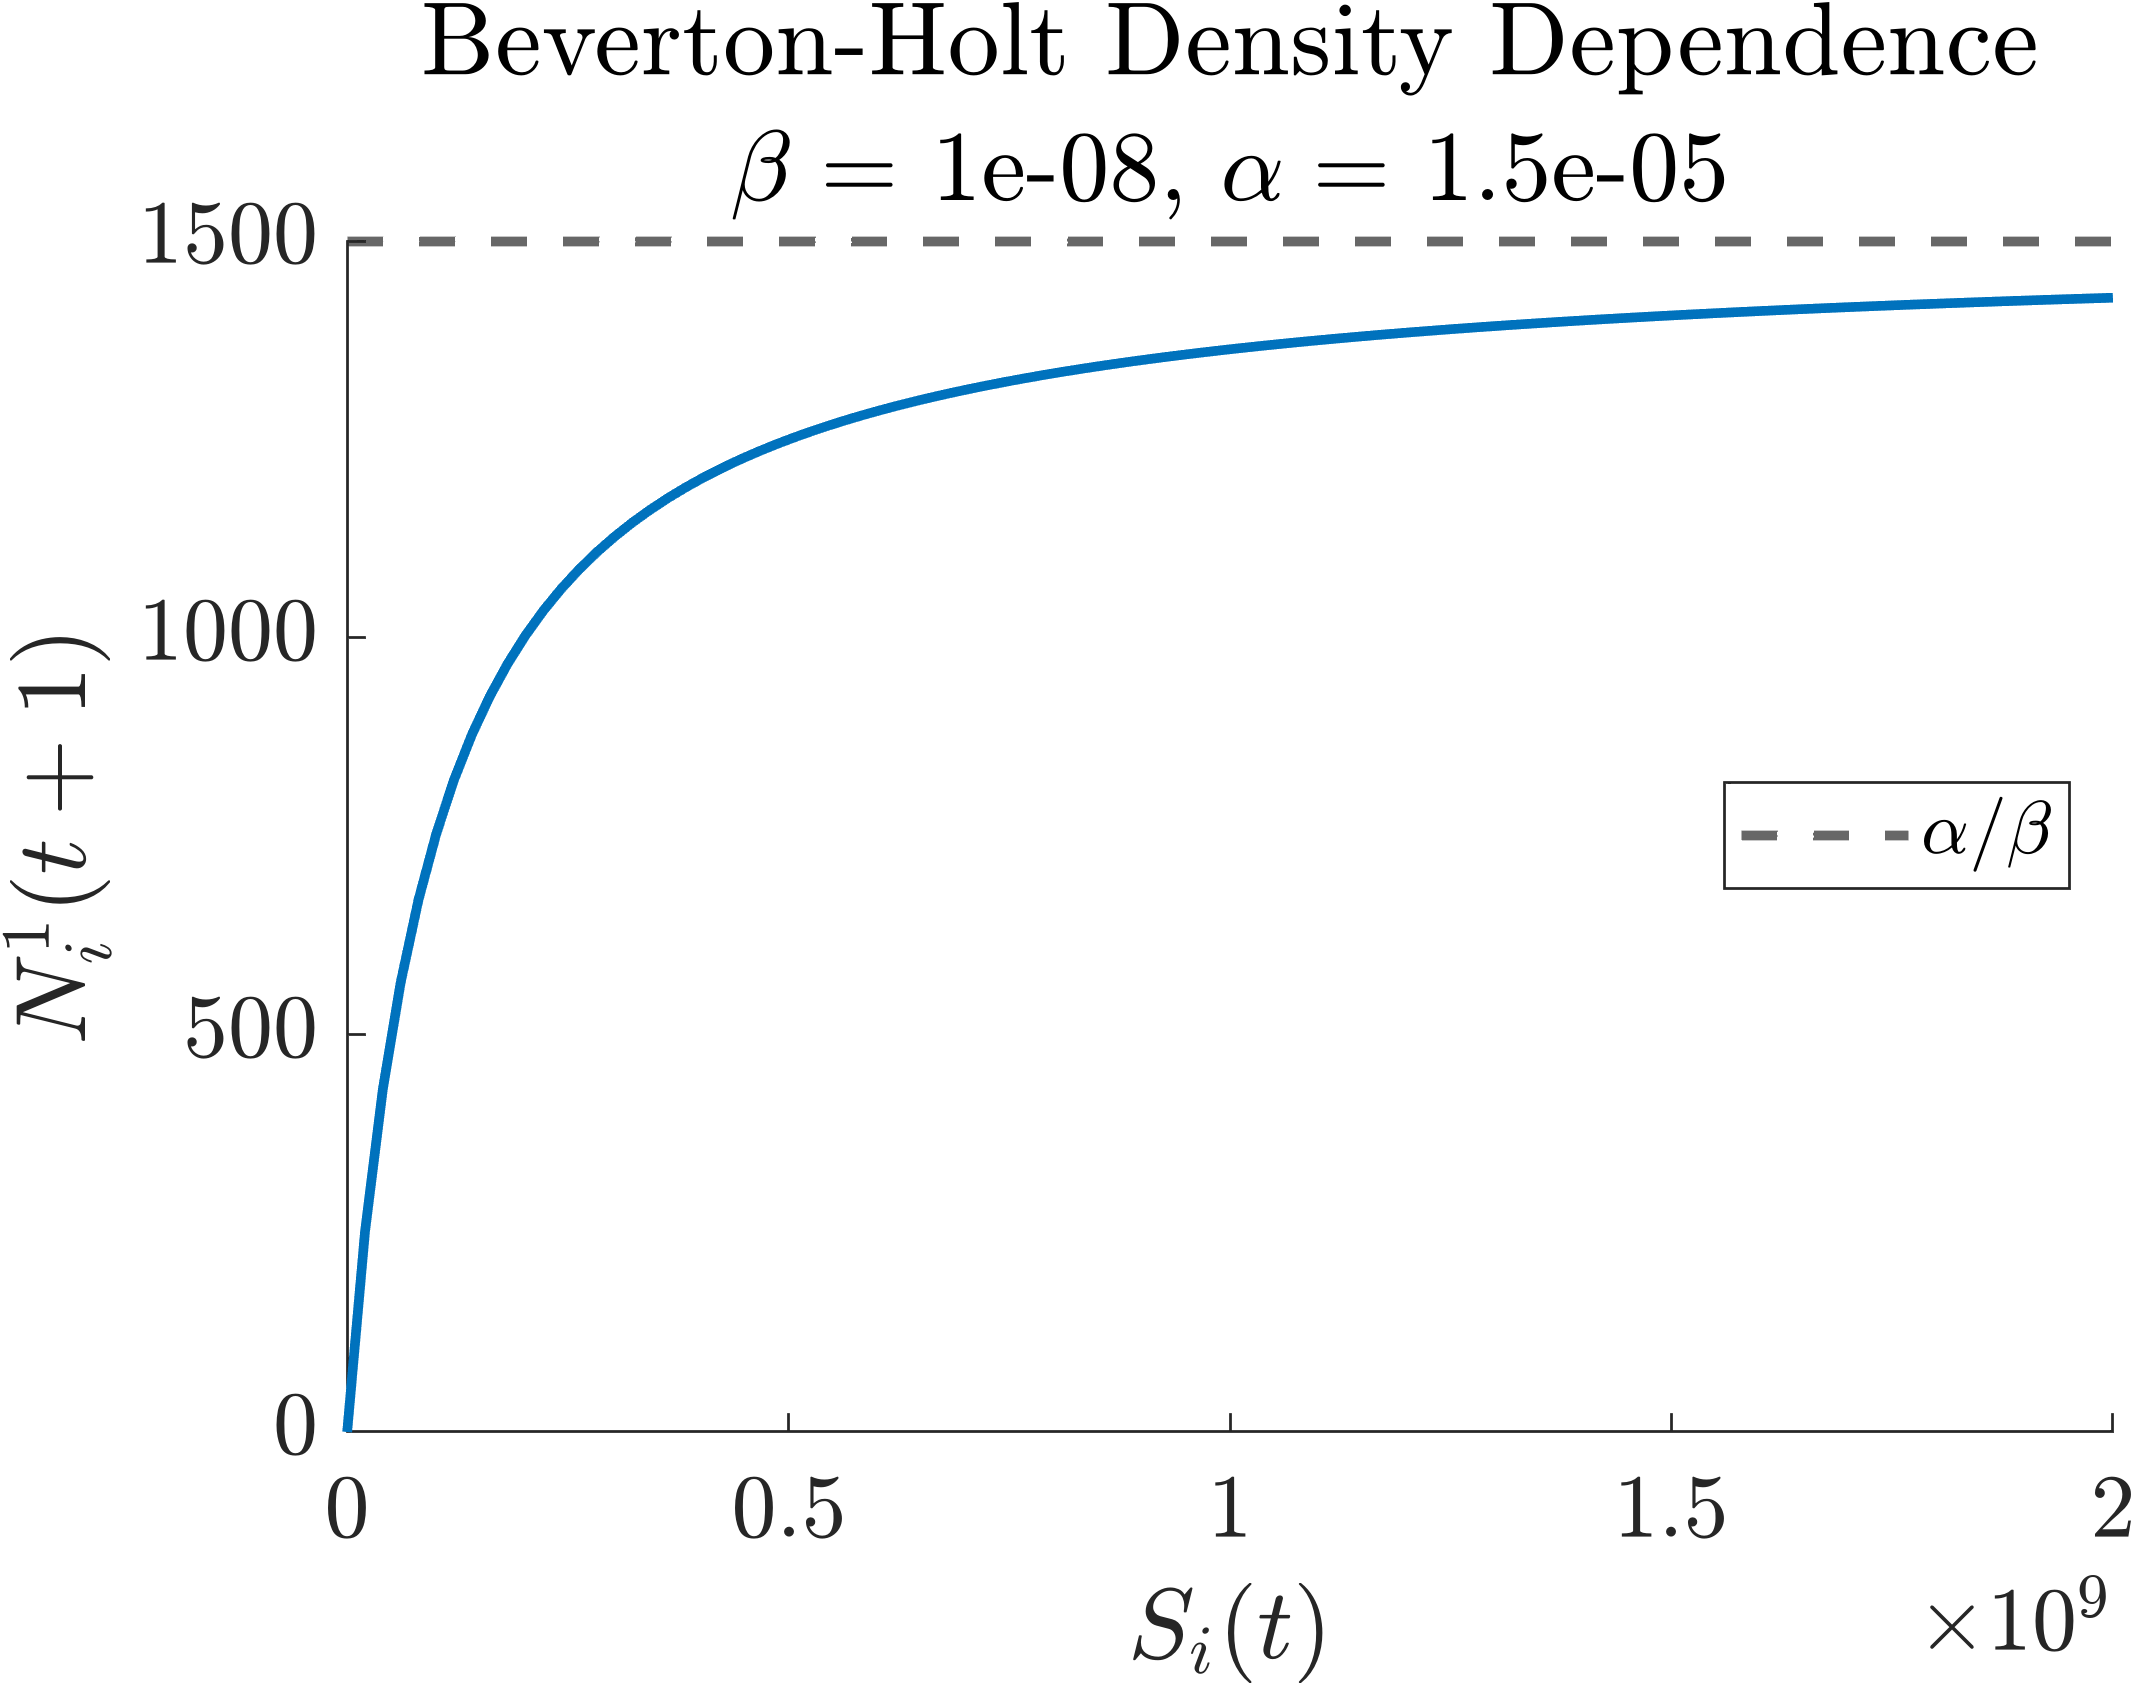 Beverton-Holt Density Dependence
β = 1e-08, α = 1.5e-05
1500
1000
500
0
N_i^1(t + 1)
α/β
0 0.5 1 1.5 2
×10^9
S_i(t)